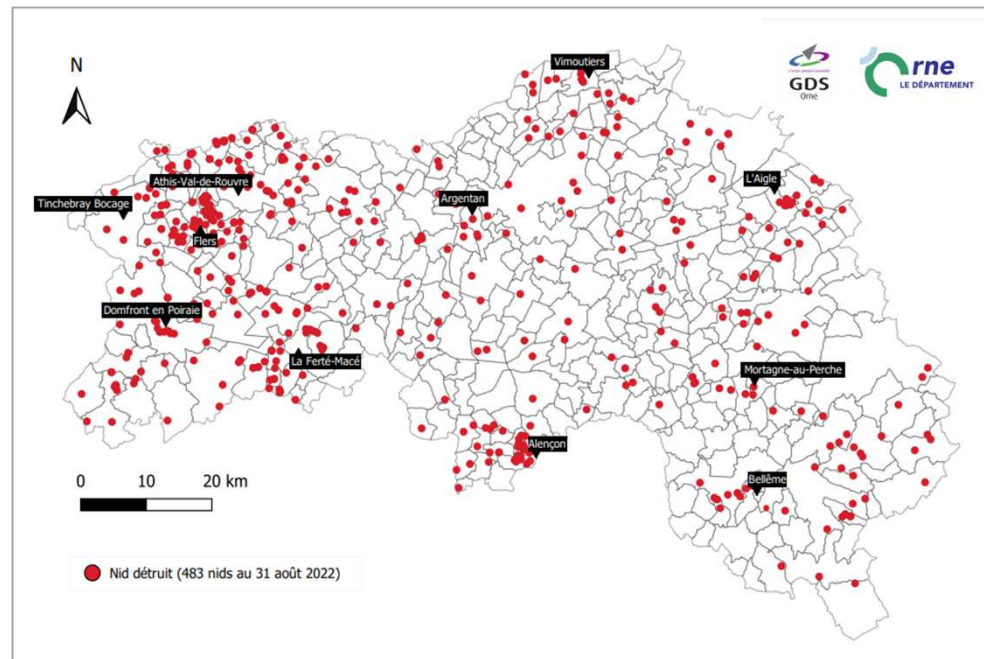 N
Vimoutiers
GDS
Orne
Orne
LE DÉPARTEMENT
Athis-Val-de-Rouvre
L'Aigle
Tinchebray Bocage
Argentan
Flers
Domfront en Poiraie
La Ferté-Macé
Mortagne-au-Perche
Alençon
Bellême
0 10 20 km
Nid détruit (483 nids au 31 août 2022)